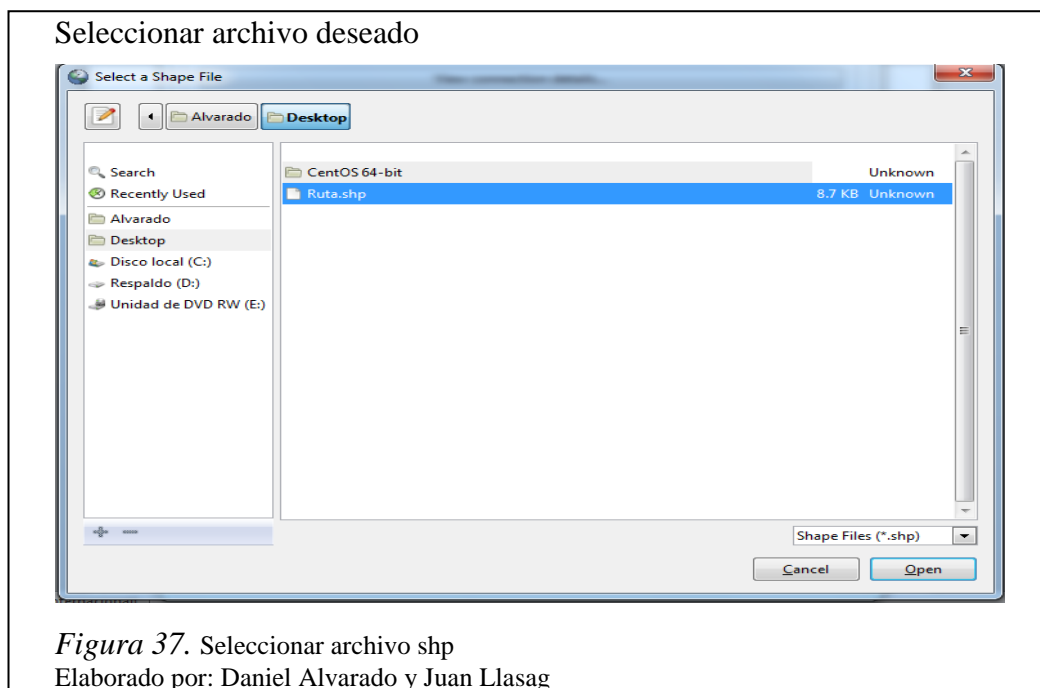 Seleccionar archivo deseado
Select a Shape File
Alvarado
Desktop
Search
Recently Used
Alvarado
Desktop
Disco local (C:)
Respaldo (D:)
Unidad de DVD RW (E:)
CentOS 64-bit Unknown
Ruta.shp 8.7 KB Unknown
Shape Files (*.shp)
Cancel
Open
Figura 37. Seleccionar archivo shp
Elaborado por: Daniel Alvarado y Juan Llasag